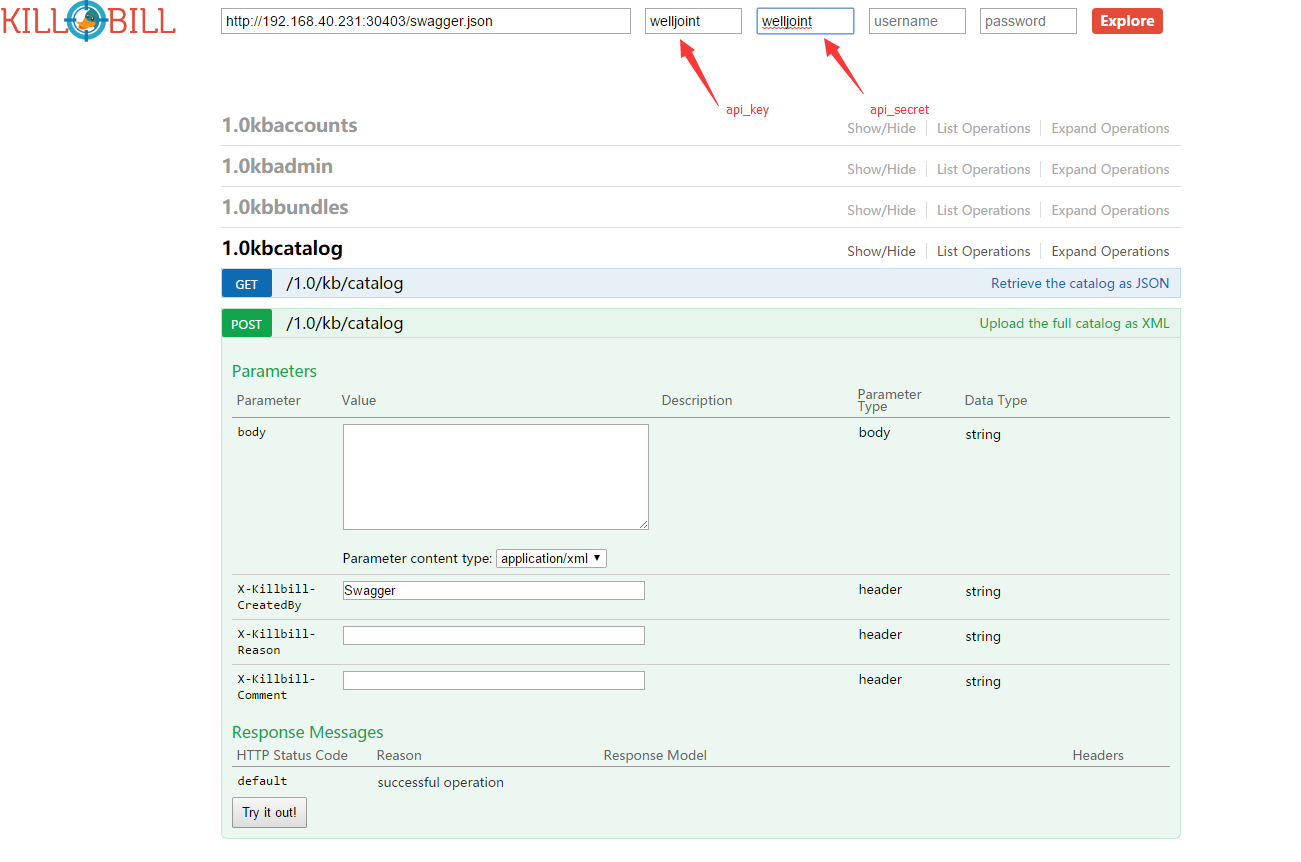 KILL BILL http://192.168.40.231:30403/swagger.json welljoint welljoint username password Explore
api_key api_secret
1.0kbaccounts Show/Hide List Operations Expand Operations
1.0kbadmin Show/Hide List Operations Expand Operations
1.0kbbundles Show/Hide List Operations Expand Operations
1.0kbcatalog Show/Hide List Operations Expand Operations
GET /1.0/kb/catalog Retrieve the catalog as JSON
POST /1.0/kb/catalog Upload the full catalog as XML
Parameters
Parameter Value Description Parameter Type Data Type
body body string
Parameter content type: application/xml
X-Killbill-CreatedBy Swagger header string
X-Killbill-Reason header string
X-Killbill-Comment header string
Response Messages
HTTP Status Code Reason Response Model Headers
default successful operation
Try it out!